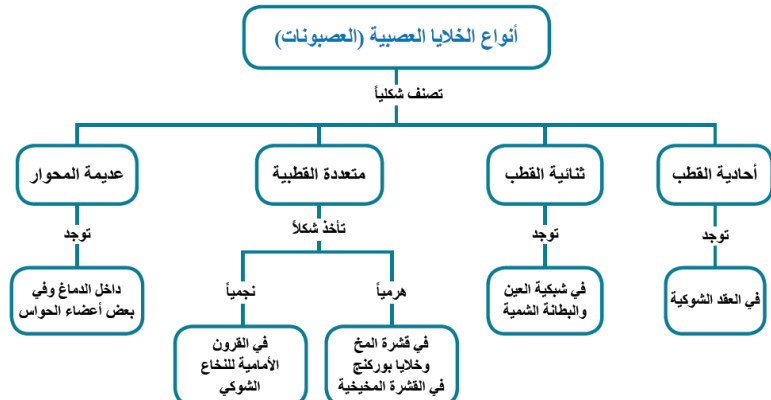 أنواع الخلايا العصبية (العصبونات)
تصنف شكلياً
أحادية القطب
ثنائية القطب
متعددة القطبية
عديمة المحوار
توجد
توجد
تأخذ شكلاً
توجد
في العقد الشوكية
في شبكية العين
والبطانة الشمية
هرمياً
نجمياً
داخل الدماغ وفي
بعض أعضاء الحواس
في قشرة المخ
وخلايا بوركنج
في القشرة المخيخية
في القرون
الأمامية للنخاع
الشوكي